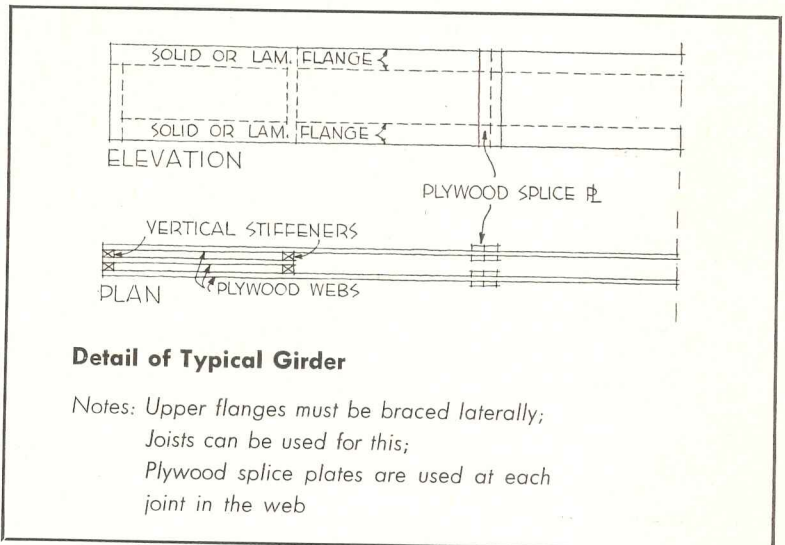 SOLID OR LAM. FLANGE
SOLID OR LAM. FLANGE
ELEVATION
PLYWOOD SPLICE PL
VERTICAL STIFFENERS
PLYWOOD WEBS
PLAN
Detail of Typical Girder
Notes: Upper flanges must be braced laterally;
Joists can be used for this;
Plywood splice plates are used at each
joint in the web